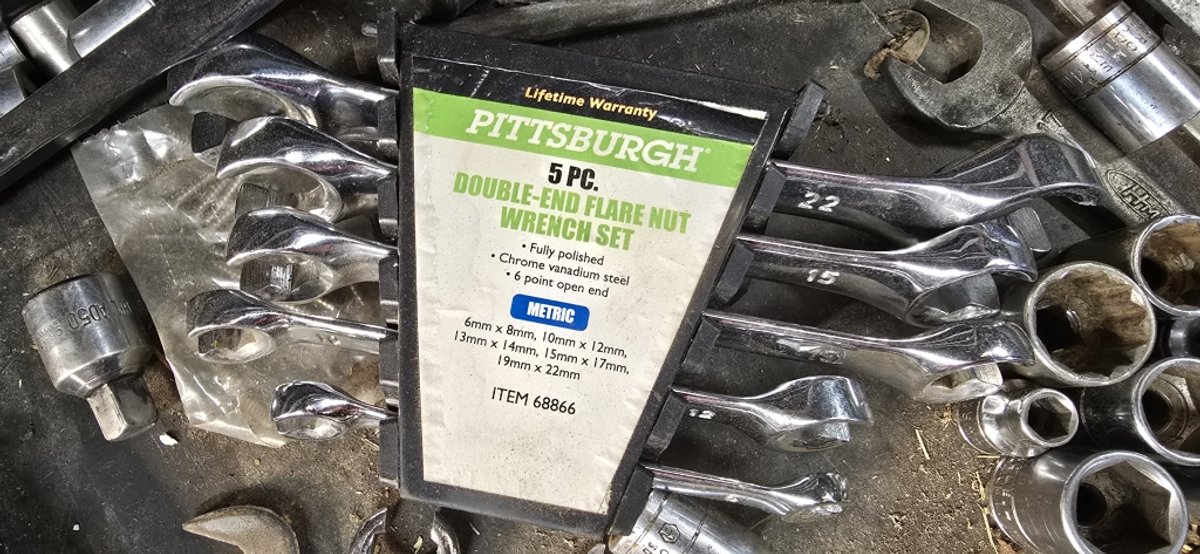 Lifetime Warranty
PITTSBURGH®
5 PC.
DOUBLE-END FLARE NUT
WRENCH SET
• Fully polished
• Chrome vanadium steel
• 6 point open end
METRIC
6mm x 8mm, 10mm x 12mm,
13mm x 14mm, 15mm x 17mm,
19mm x 22mm
ITEM 68866
22
15
12